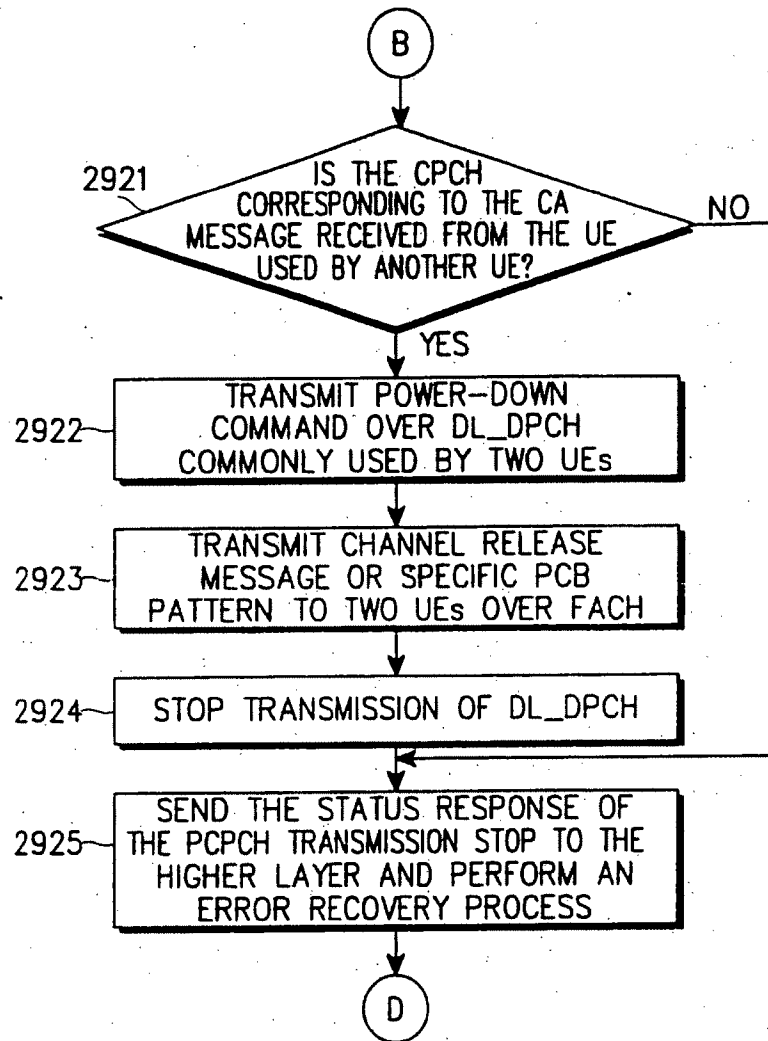 B
2921
IS THE CPCH
CORRESPONDING TO THE CA
MESSAGE RECEIVED FROM THE UE
USED BY ANOTHER UE?
NO
YES
2922
TRANSMIT POWER-DOWN
COMMAND OVER DL_DPCH
COMMONLY USED BY TWO UEs
2923
TRANSMIT CHANNEL RELEASE
MESSAGE OR SPECIFIC PCB
PATTERN TO TWO UEs OVER FACH
2924
STOP TRANSMISSION OF DL_DPCH
2925
SEND THE STATUS RESPONSE OF
THE PCPCH TRANSMISSION STOP TO THE
HIGHER LAYER AND PERFORM AN
ERROR RECOVERY PROCESS
D